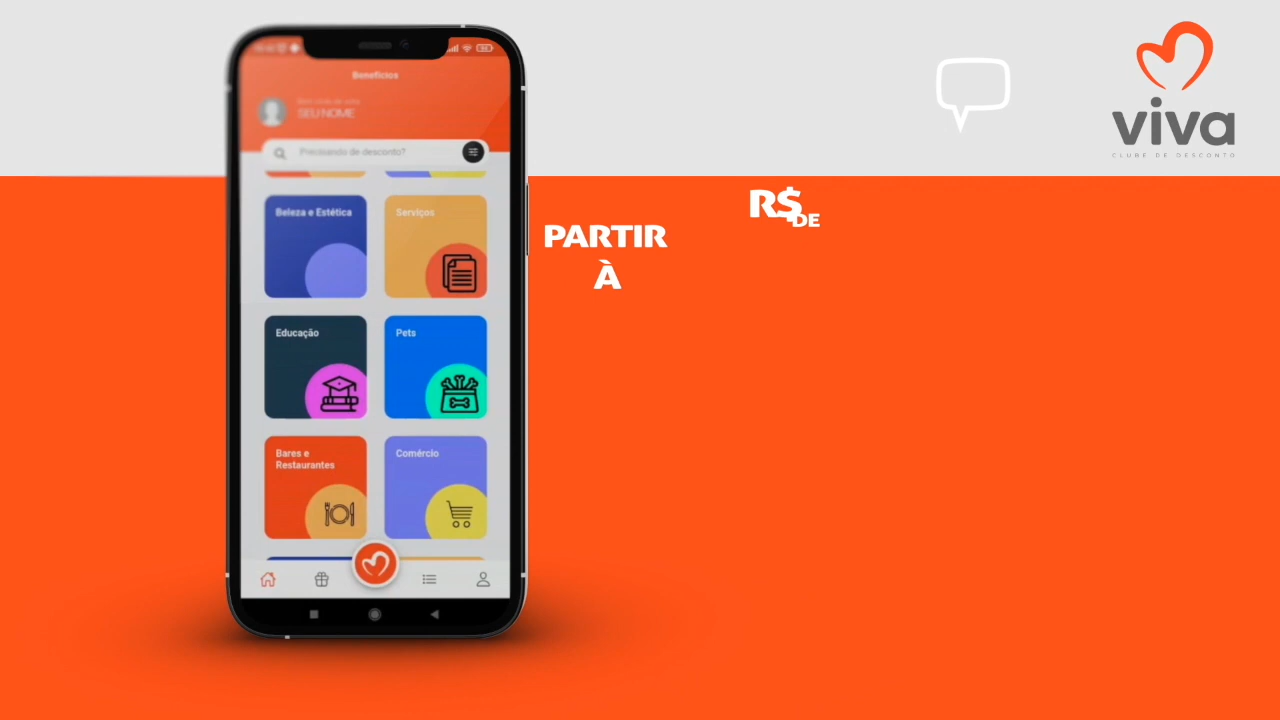 Benefícios
SEU NOME
Precisando de desconto?
Beleza e Estética
Serviços
Educação
Pets
Bares e
Restaurantes
Comércio
viva
CLUBE DE DESCONTO
R$
DE
PARTIR
À